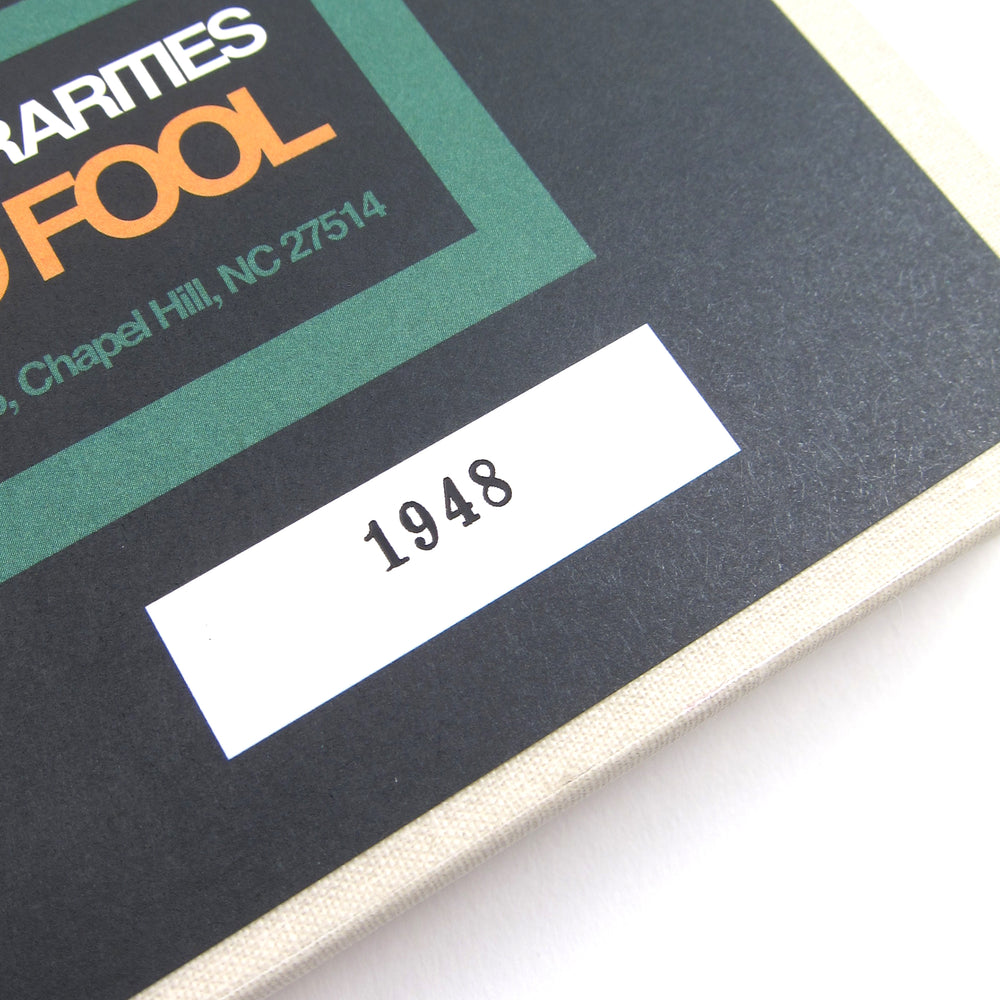 RARITIES
FOOL
, Chapel Hill, NC 27514
1948